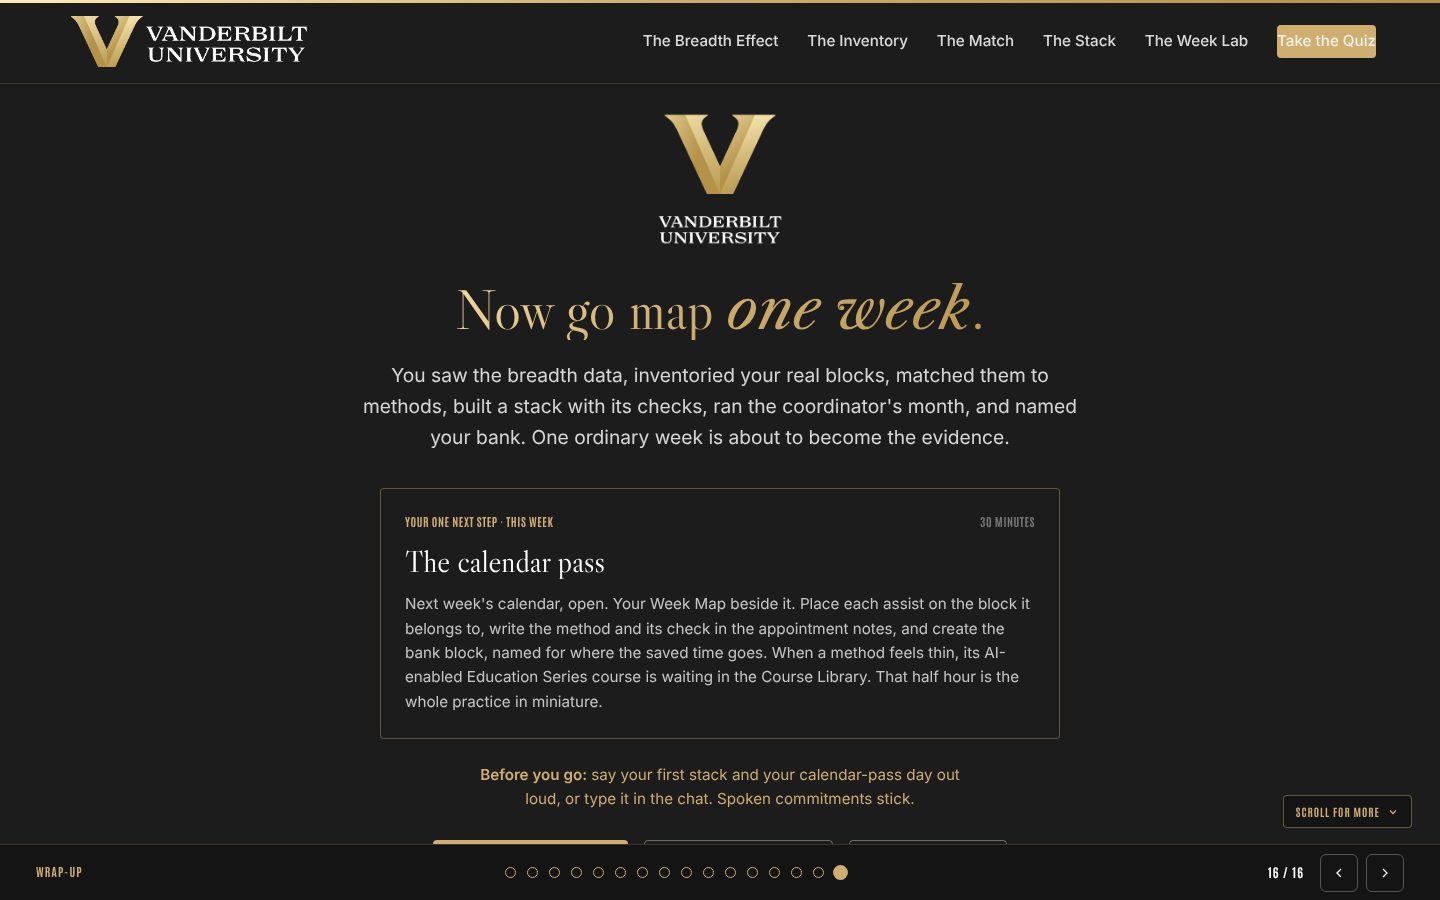 VANDERBILT
UNIVERSITY
The Breadth Effect
The Inventory
The Match
The Stack
The Week Lab
Take the Quiz
VANDERBILT
UNIVERSITY
Now go map one week.
You saw the breadth data, inventoried your real blocks, matched them to
methods, built a stack with its checks, ran the coordinator's month, and named
your bank. One ordinary week is about to become the evidence.
YOUR ONE NEXT STEP · THIS WEEK
30 MINUTES
The calendar pass
Next week's calendar, open. Your Week Map beside it. Place each assist on the block it
belongs to, write the method and its check in the appointment notes, and create the
bank block, named for where the saved time goes. When a method feels thin, its AI-
enabled Education Series course is waiting in the Course Library. That half hour is the
whole practice in miniature.
Before you go: say your first stack and your calendar-pass day out
loud, or type it in the chat. Spoken commitments stick.
SCROLL FOR MORE
WRAP-UP
16 / 16